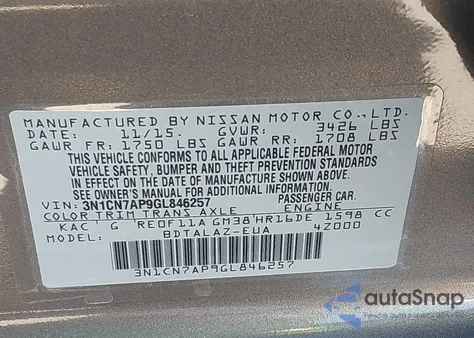 MANUFACTURED BY NISSAN MOTOR CO., LTD.
DATE: 11/15. GVWR: 3426 LBS
GAWR FR: 1750 LBS GAWR RR: 1708 LBS
THIS VEHICLE CONFORMS TO ALL APPLICABLE FEDERAL MOTOR
VEHICLE SAFETY, BUMPER AND THEFT PREVENTION STANDARDS
IN EFFECT ON THE DATE OF MANUFACTURE SHOWN ABOVE.
SEE OWNER'S MANUAL FOR ADDITIONAL INFORMATION.
VIN: 3N1CN7AP9GL846257 PASSENGER CAR.
COLOR TRIM TRANS AXLE ENGINE
KAC G RE0F11A GM38 HR16DE 1598 CC
MODEL: BDTALAZ-EUA 4Z000
3N1CN7AP9GL846257
autoSnap